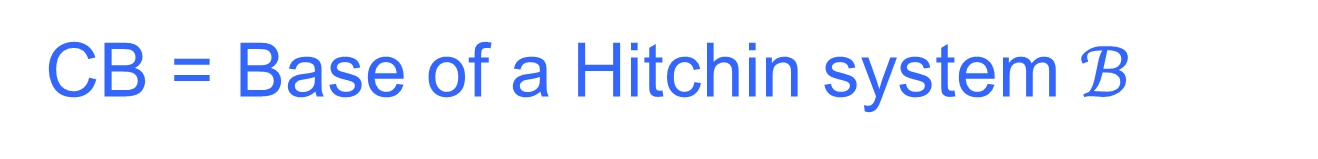 CB = Base of a Hitchin system ℬ